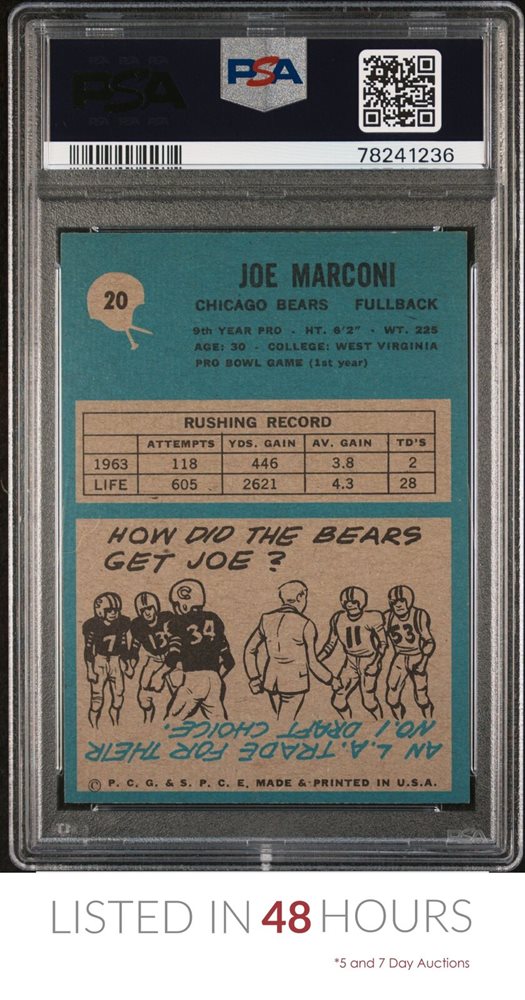 PSA
PSA
78241236
20
JOE MARCONI
CHICAGO BEARS FULLBACK
9th YEAR PRO - HT. 6'2" - WT. 225
AGE: 30 - COLLEGE: WEST VIRGINIA
PRO BOWL GAME (1st year)
RUSHING RECORD
ATTEMPTS YDS. GAIN AV. GAIN TD'S
1963 118 446 3.8 2
LIFE 605 2621 4.3 28
HOW DID THE BEARS
GET JOE?
7 34 11 53
C
AN L.A. TRADE FOR THEIR
NO. 1 DRAFT CHOICE.
© P. C. G. & S. P. C. E. MADE & PRINTED IN U.S.A.
PSA
LISTED IN 48 HOURS
*5 and 7 Day Auctions